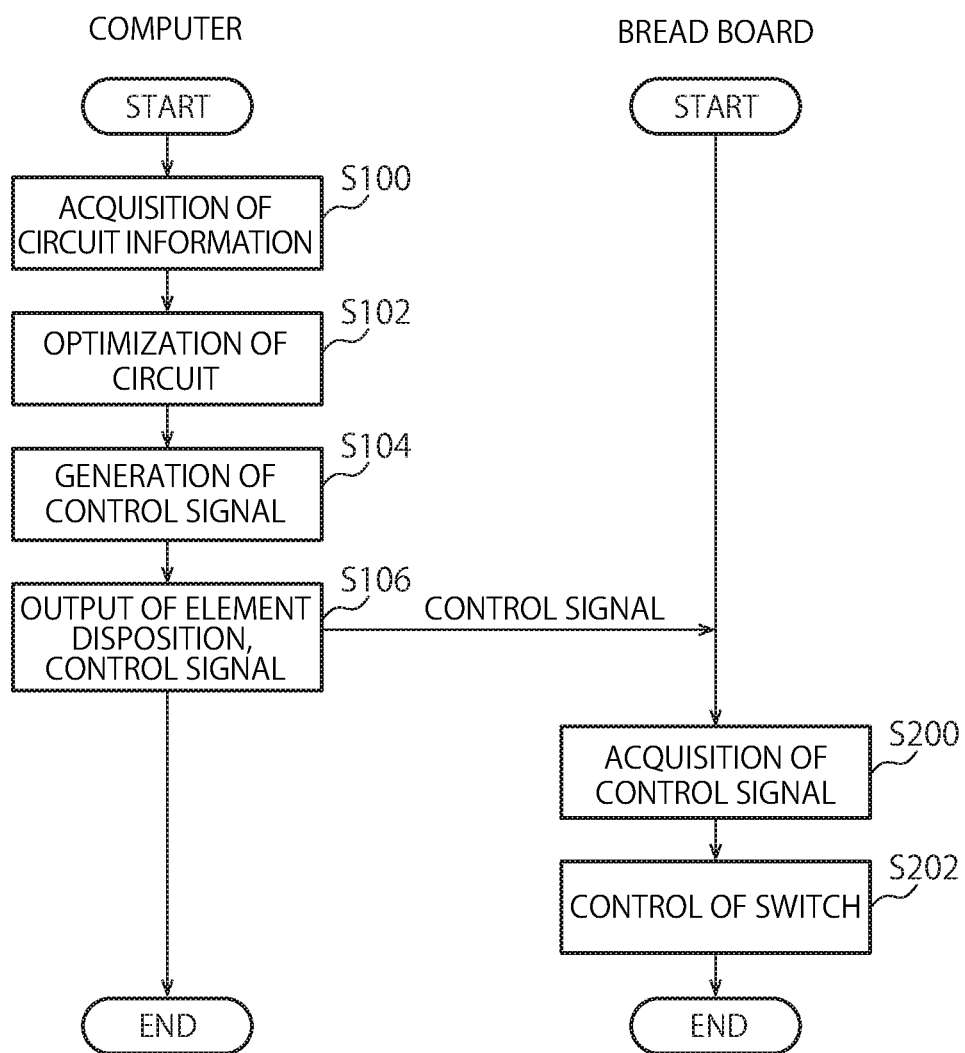 COMPUTER
START
S100
ACQUISITION OF
CIRCUIT INFORMATION
S102
OPTIMIZATION OF
CIRCUIT
S104
GENERATION OF
CONTROL SIGNAL
S106
OUTPUT OF ELEMENT
DISPOSITION,
CONTROL SIGNAL
CONTROL SIGNAL
END
BREAD BOARD
START
S200
ACQUISITION OF
CONTROL SIGNAL
S202
CONTROL OF SWITCH
END